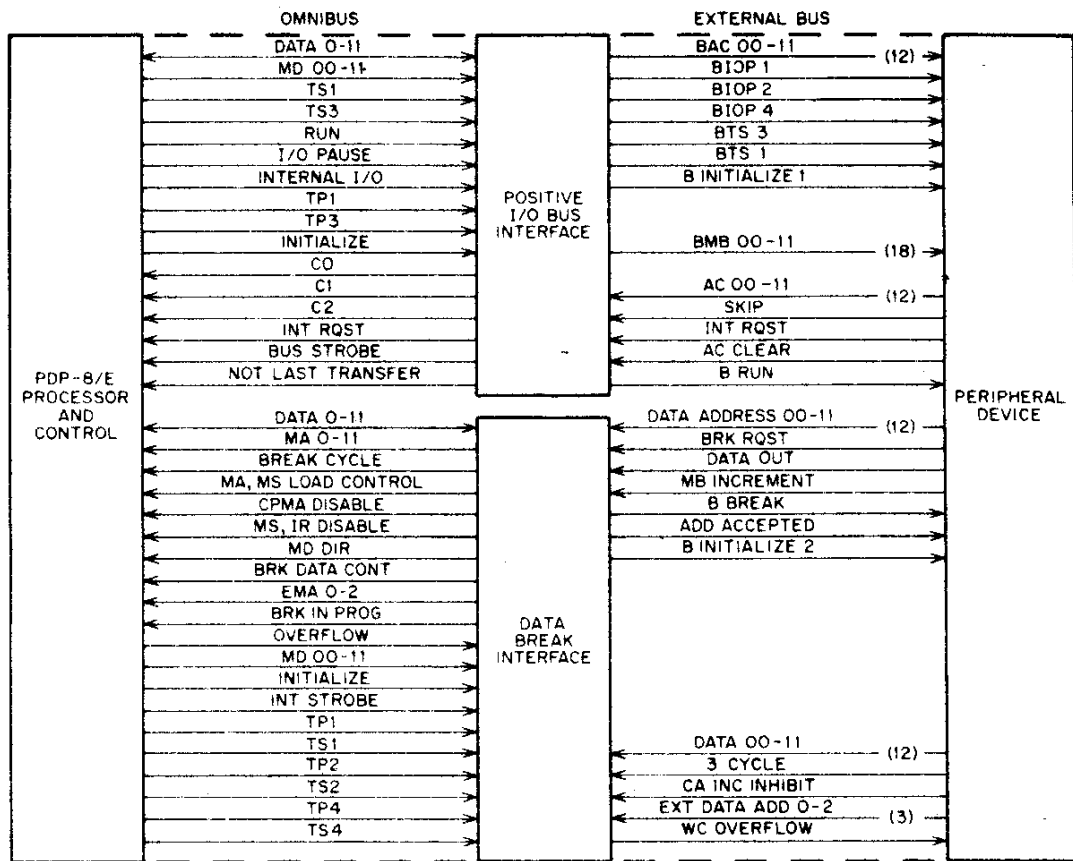 OMNIBUS
EXTERNAL BUS
DATA 0-11
MD 00-11
TS1
TS3
RUN
I/O PAUSE
INTERNAL I/O
TP1
TP3
INITIALIZE
C0
C1
C2
INT RQST
BUS STROBE
NOT LAST TRANSFER
POSITIVE
I/O BUS
INTERFACE
BAC 00-11 (12)
BIOP 1
BIOP 2
BIOP 4
BTS 3
BTS 1
B INITIALIZE 1
BMB 00-11 (18)
AC 00-11 (12)
SKIP
INT RQST
AC CLEAR
B RUN
PDP-8/E
PROCESSOR
AND
CONTROL
PERIPHERAL
DEVICE
DATA 0-11
MA 0-11
BREAK CYCLE
MA, MS LOAD CONTROL
CPMA DISABLE
MS, IR DISABLE
MD DIR
BRK DATA CONT
EMA 0-2
BRK IN PROG
OVERFLOW
MD 00-11
INITIALIZE
INT STROBE
TP1
TS1
TP2
TS2
TP4
TS4
DATA
BREAK
INTERFACE
DATA ADDRESS 00-11 (12)
BRK RQST
DATA OUT
MB INCREMENT
B BREAK
ADD ACCEPTED
B INITIALIZE 2
DATA 00-11 (12)
3 CYCLE
CA INC INHIBIT
EXT DATA ADD 0-2 (3)
WC OVERFLOW